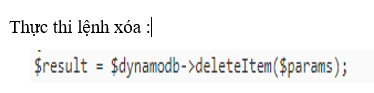 Thực thi lệnh xóa :
$result = $dynamodb->deleteItem($params);